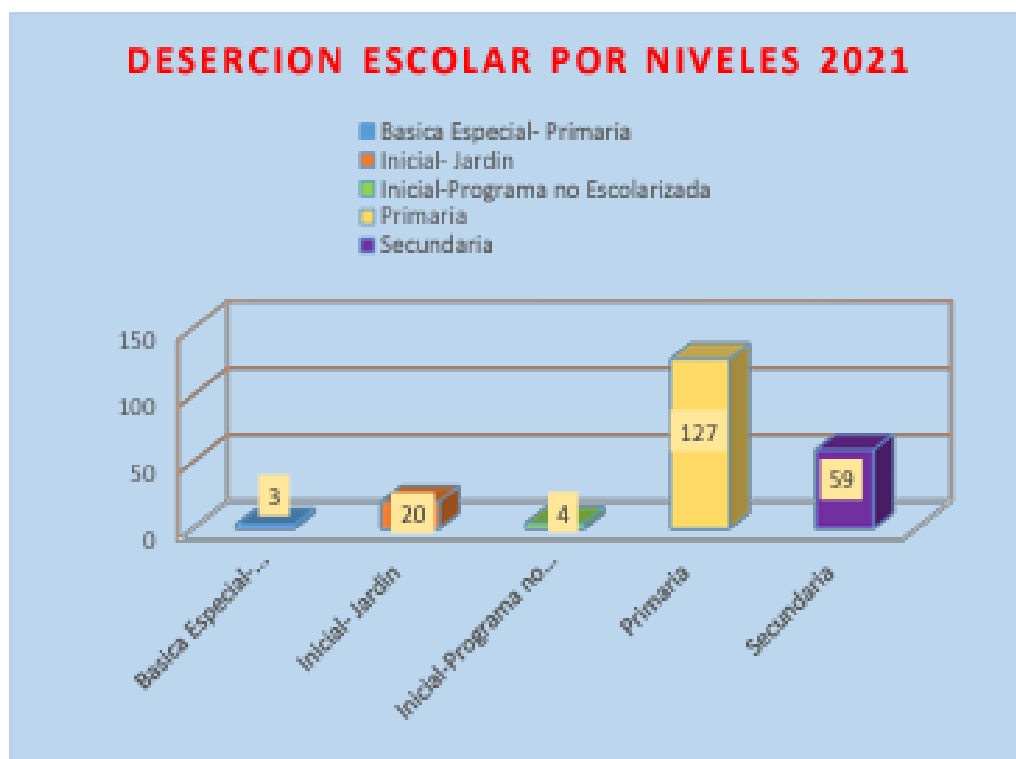 DESERCION ESCOLAR POR NIVELES 2021
Basica Especial- Primaria
Inicial- Jardin
Inicial-Programa no Escolarizada
Primaria
Secundaria
150
100
50
0
3
20
4
127
59
Basica Especial-...
Inicial- Jardin
Inicial-Programa no...
Primaria
Secundaria